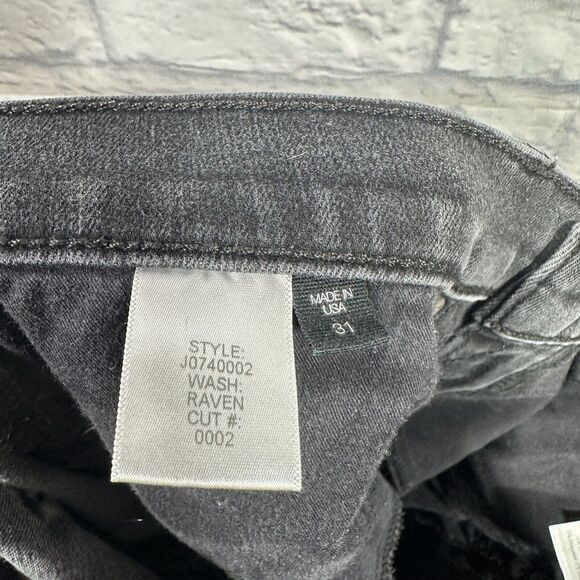 STYLE:
J0740002
WASH:
RAVEN
CUT #:
0002
MADE IN
USA
31